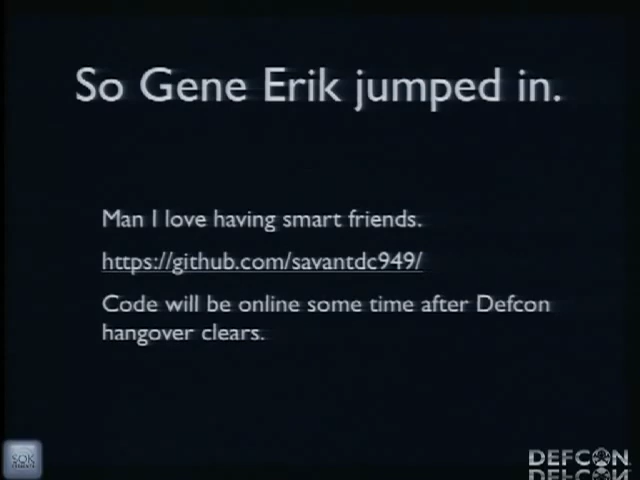 So Gene Erik jumped in.
Man I love having smart friends.
https://github.com/savantdc949/
Code will be online some time after Defcon
hangover clears.
SOK
DEFCON